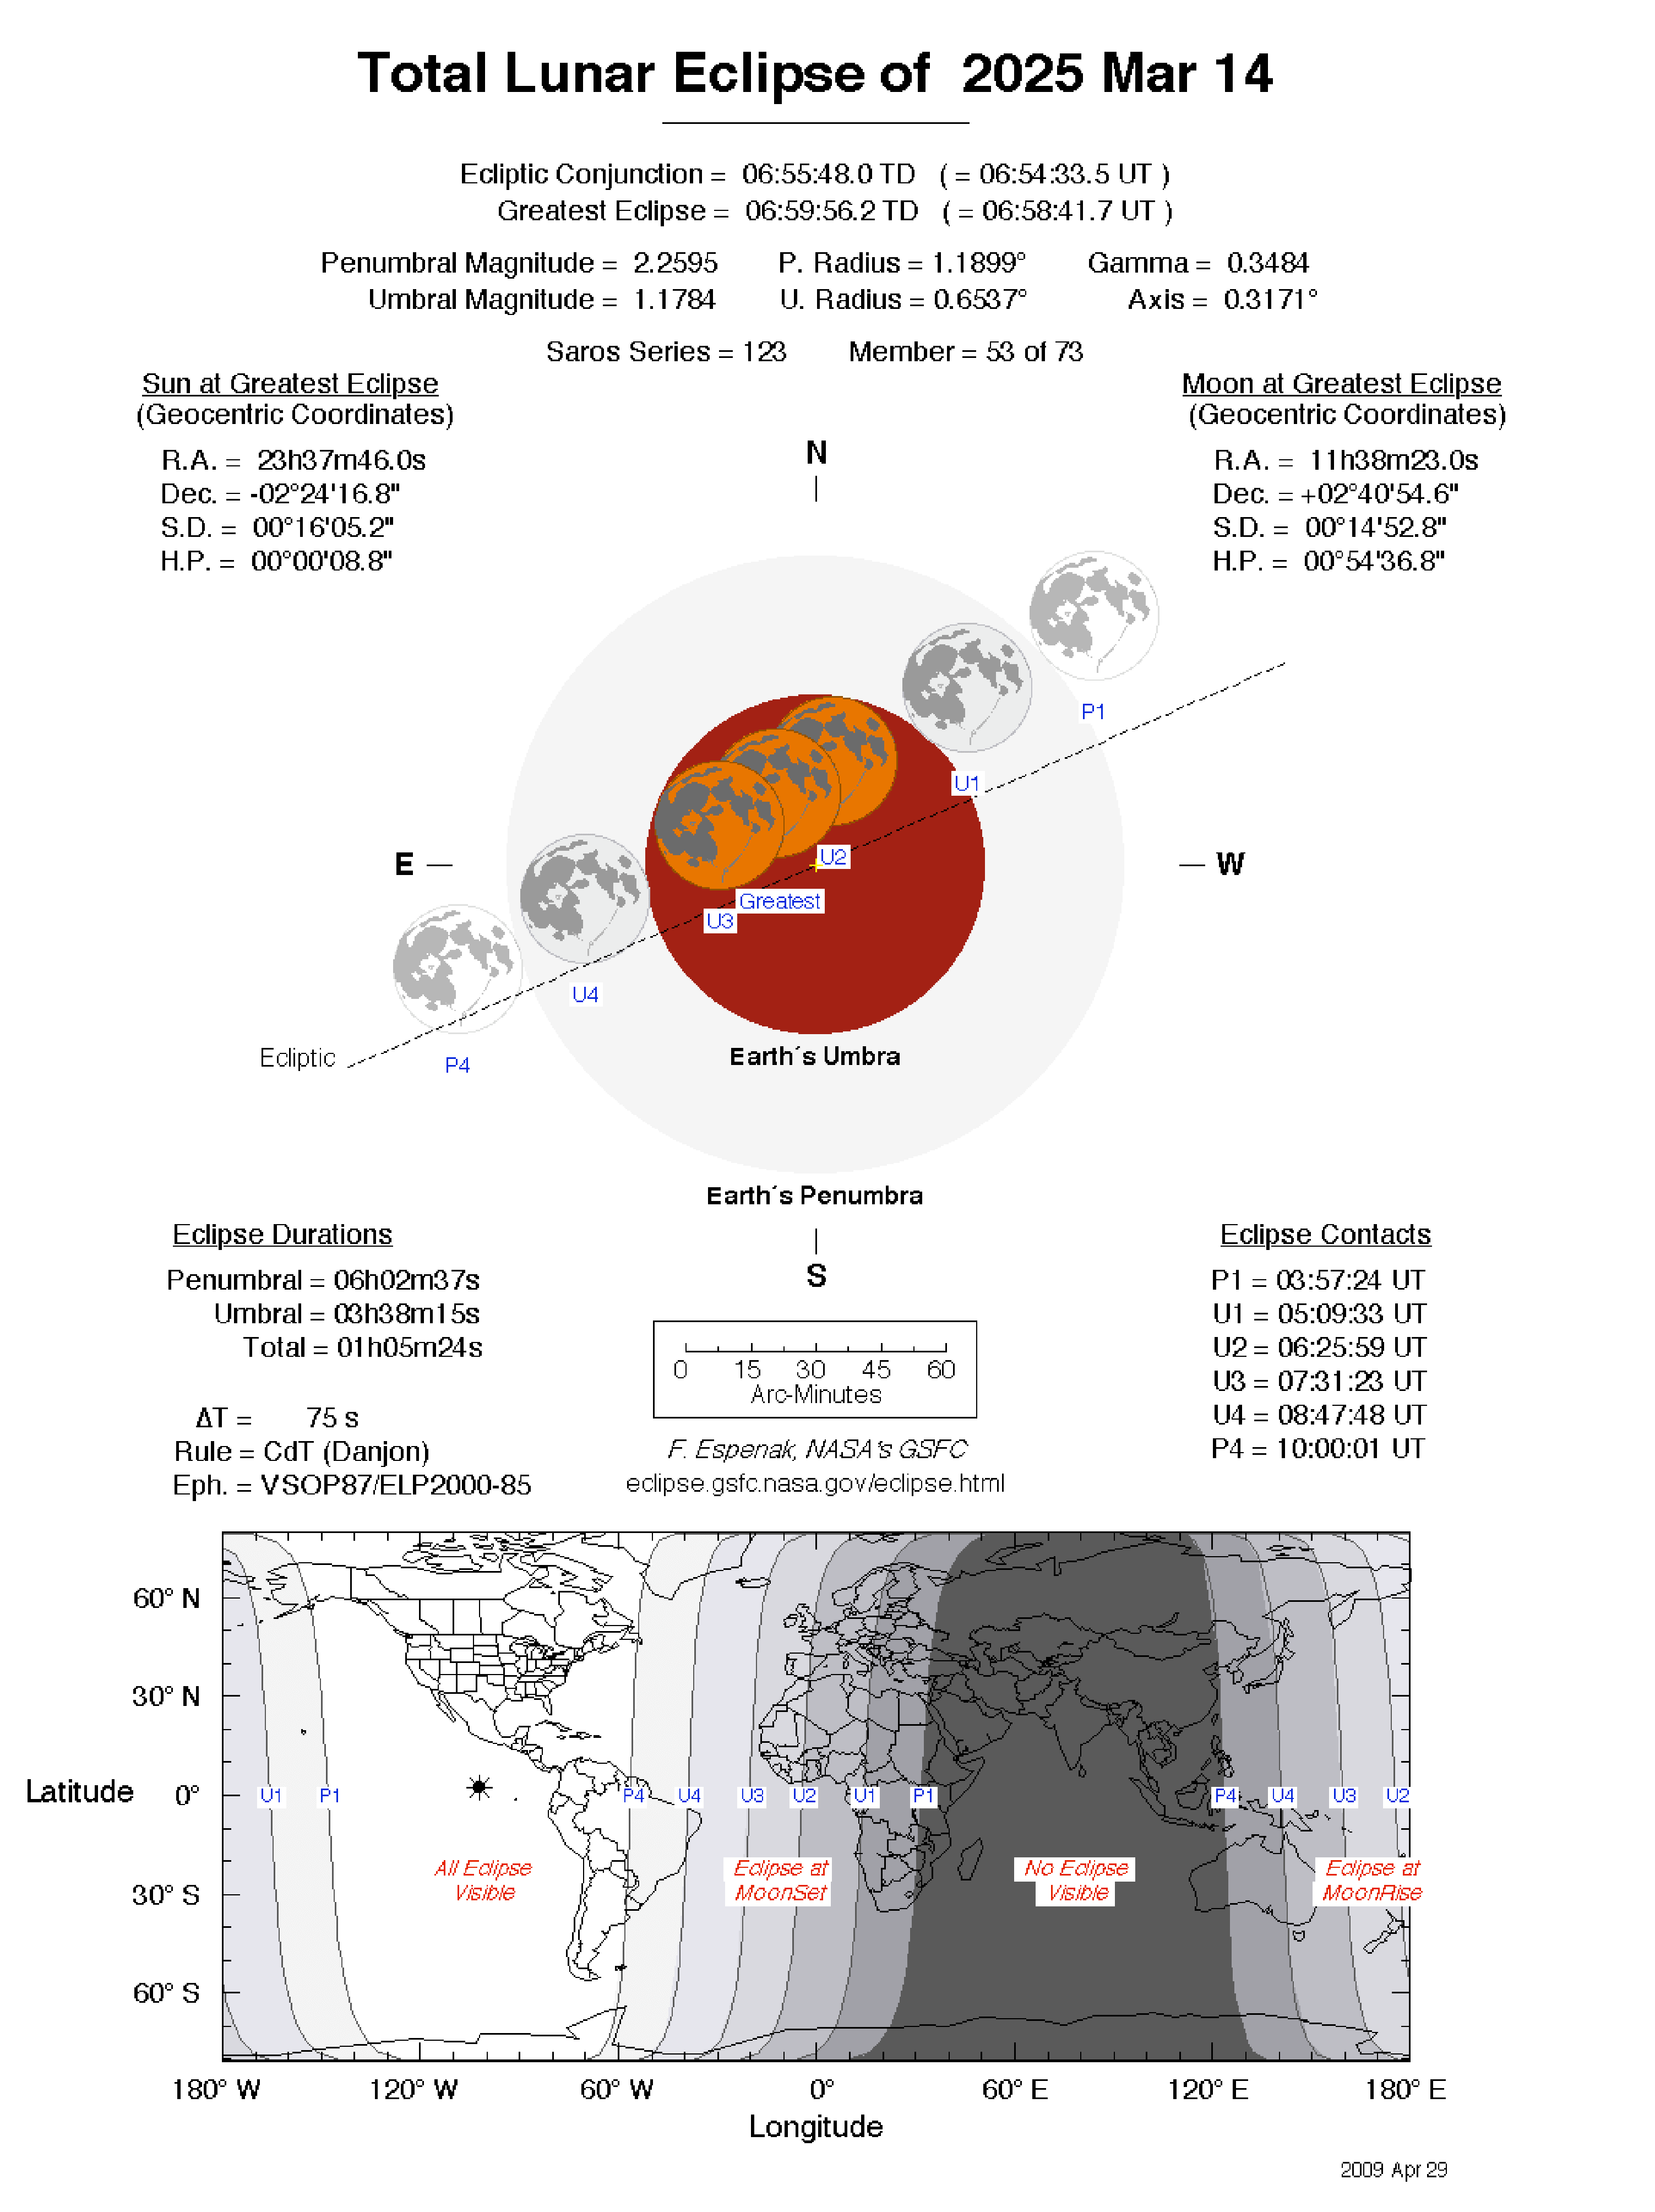 Total Lunar Eclipse of 2025 Mar 14
Ecliptic Conjunction = 06:55:48.0 TD ( = 06:54:33.5 UT )
Greatest Eclipse = 06:59:56.2 TD ( = 06:58:41.7 UT )
Penumbral Magnitude = 2.2595 P. Radius = 1.1899° Gamma = 0.3484
Umbral Magnitude = 1.1784 U. Radius = 0.6537° Axis = 0.3171°
Saros Series = 123 Member = 53 of 73
Sun at Greatest Eclipse
(Geocentric Coordinates)
R.A. = 23h37m46.0s
Dec. = -02°24'16.8"
S.D. = 00°16'05.2"
H.P. = 00°00'08.8"
Moon at Greatest Eclipse
(Geocentric Coordinates)
R.A. = 11h38m23.0s
Dec. = +02°40'54.6"
S.D. = 00°14'52.8"
H.P. = 00°54'36.8"
N
P1
U1
E
U2
W
Greatest
U3
U4
Ecliptic
P4
Earth´s Umbra
Earth´s Penumbra
S
Eclipse Durations
Penumbral = 06h02m37s
Umbral = 03h38m15s
Total = 01h05m24s
ΔT = 75 s
Rule = CdT (Danjon)
Eph. = VSOP87/ELP2000-85
0 15 30 45 60
Arc-Minutes
F. Espenak, NASA's GSFC
eclipse.gsfc.nasa.gov/eclipse.html
Eclipse Contacts
P1 = 03:57:24 UT
U1 = 05:09:33 UT
U2 = 06:25:59 UT
U3 = 07:31:23 UT
U4 = 08:47:48 UT
P4 = 10:00:01 UT
60° N
30° N
Latitude 0°
30° S
60° S
U1 P1 P4 U4 U3 U2 U1 P1 P4 U4 U3 U2
All Eclipse
Visible
Eclipse at
MoonSet
No Eclipse
Visible
Eclipse at
MoonRise
180° W 120° W 60° W 0° 60° E 120° E 180° E
Longitude
2009 Apr 29